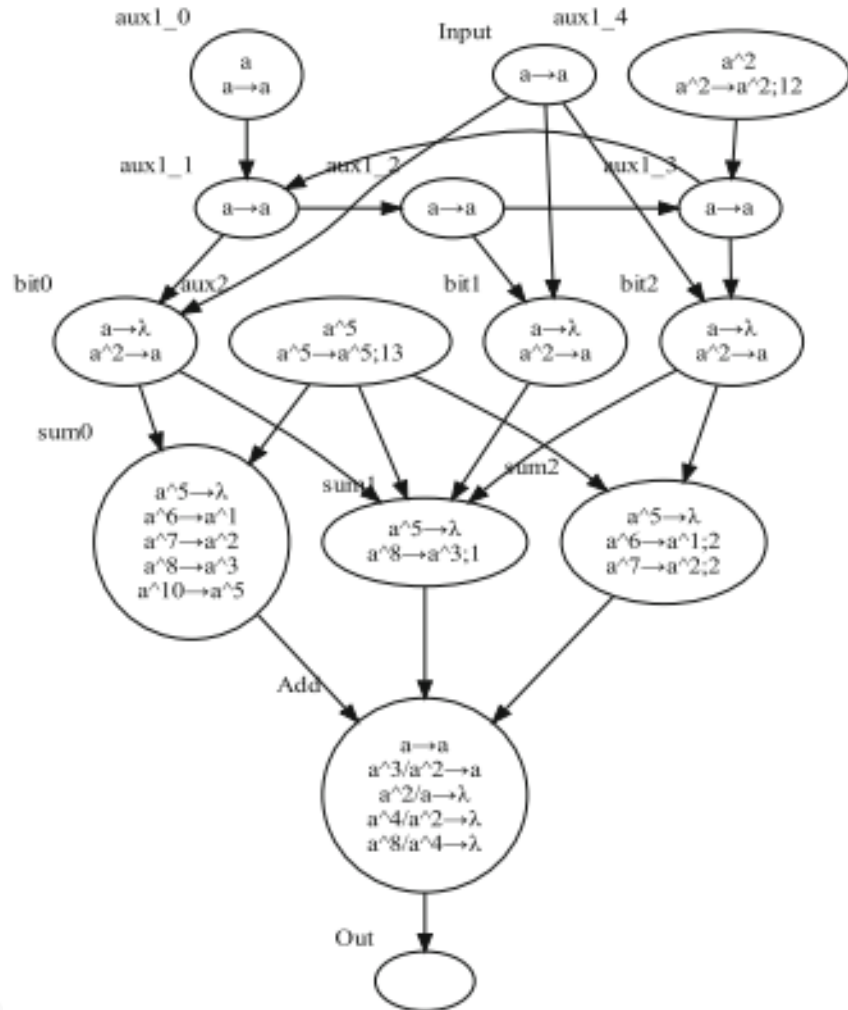 aux1_0
Input
aux1_4
a
a→a
a→a
a^2
a^2→a^2;12
aux1_1
aux1_2
aux1_3
a→a
a→a
a→a
bit0
aux2
bit1
bit2
a→λ
a^2→a
a^5
a^5→a^5;13
a→λ
a^2→a
a→λ
a^2→a
sum0
sum1
sum2
a^5→λ
a^6→a^1
a^7→a^2
a^8→a^3
a^10→a^5
a^5→λ
a^8→a^3;1
a^5→λ
a^6→a^1;2
a^7→a^2;2
Add
a→a
a^3/a^2→a
a^2/a→λ
a^4/a^2→λ
a^8/a^4→λ
Out